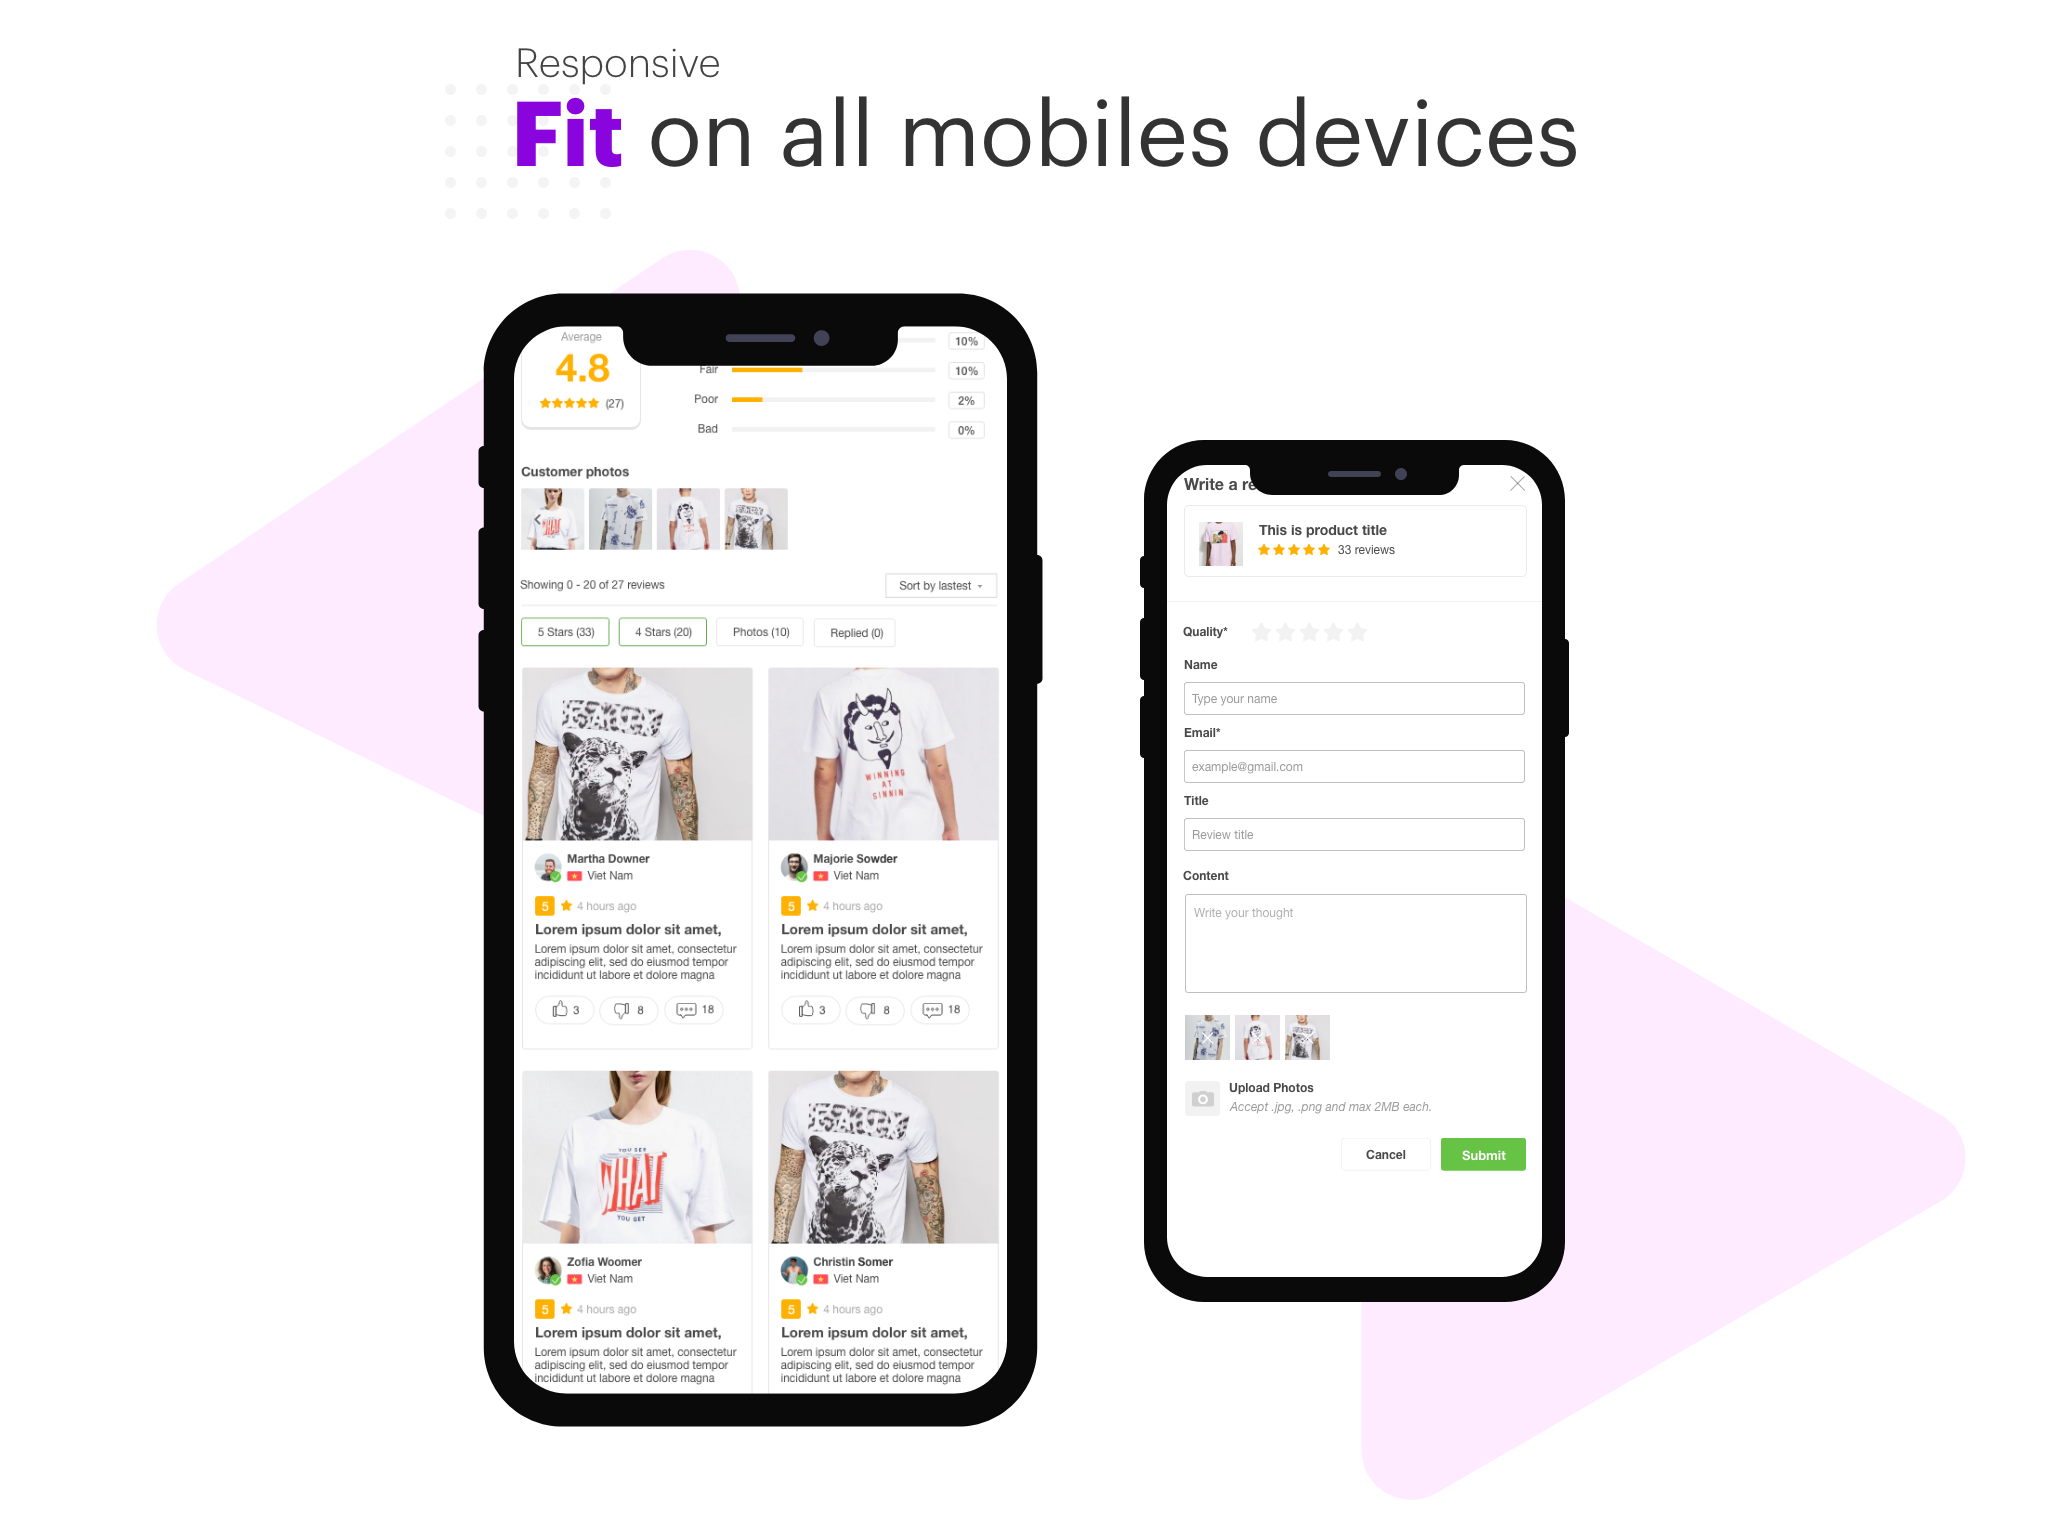 Responsive
Fit on all mobiles devices
Average
4.8
(27)
10%
Fair
10%
Poor
2%
Bad
0%
Customer photos
Showing 0 - 20 of 27 reviews
Sort by lastest
5 Stars (33)
4 Stars (20)
Photos (10)
Replied (0)
WINNING
AT
SINNIN
Martha Downer
Viet Nam
5
4 hours ago
Lorem ipsum dolor sit amet,
Lorem ipsum dolor sit amet, consectetur
adipiscing elit, sed do eiusmod tempor
incididunt ut labore et dolore magna
3
8
18
Majorie Sowder
Viet Nam
5
4 hours ago
Lorem ipsum dolor sit amet,
Lorem ipsum dolor sit amet, consectetur
adipiscing elit, sed do eiusmod tempor
incididunt ut labore et dolore magna
3
8
18
YOU SEE
WHAT
YOU GET
Zofia Woomer
Viet Nam
5
4 hours ago
Lorem ipsum dolor sit amet,
Lorem ipsum dolor sit amet, consectetur
adipiscing elit, sed do eiusmod tempor
incididunt ut labore et dolore magna
Christin Somer
Viet Nam
5
4 hours ago
Lorem ipsum dolor sit amet,
Lorem ipsum dolor sit amet, consectetur
adipiscing elit, sed do eiusmod tempor
incididunt ut labore et dolore magna
Write a re
This is product title
33 reviews
Quality*
Name
Type your name
Email*
example@gmail.com
Title
Review title
Content
Write your thought
Upload Photos
Accept .jpg, .png and max 2MB each.
Cancel
Submit